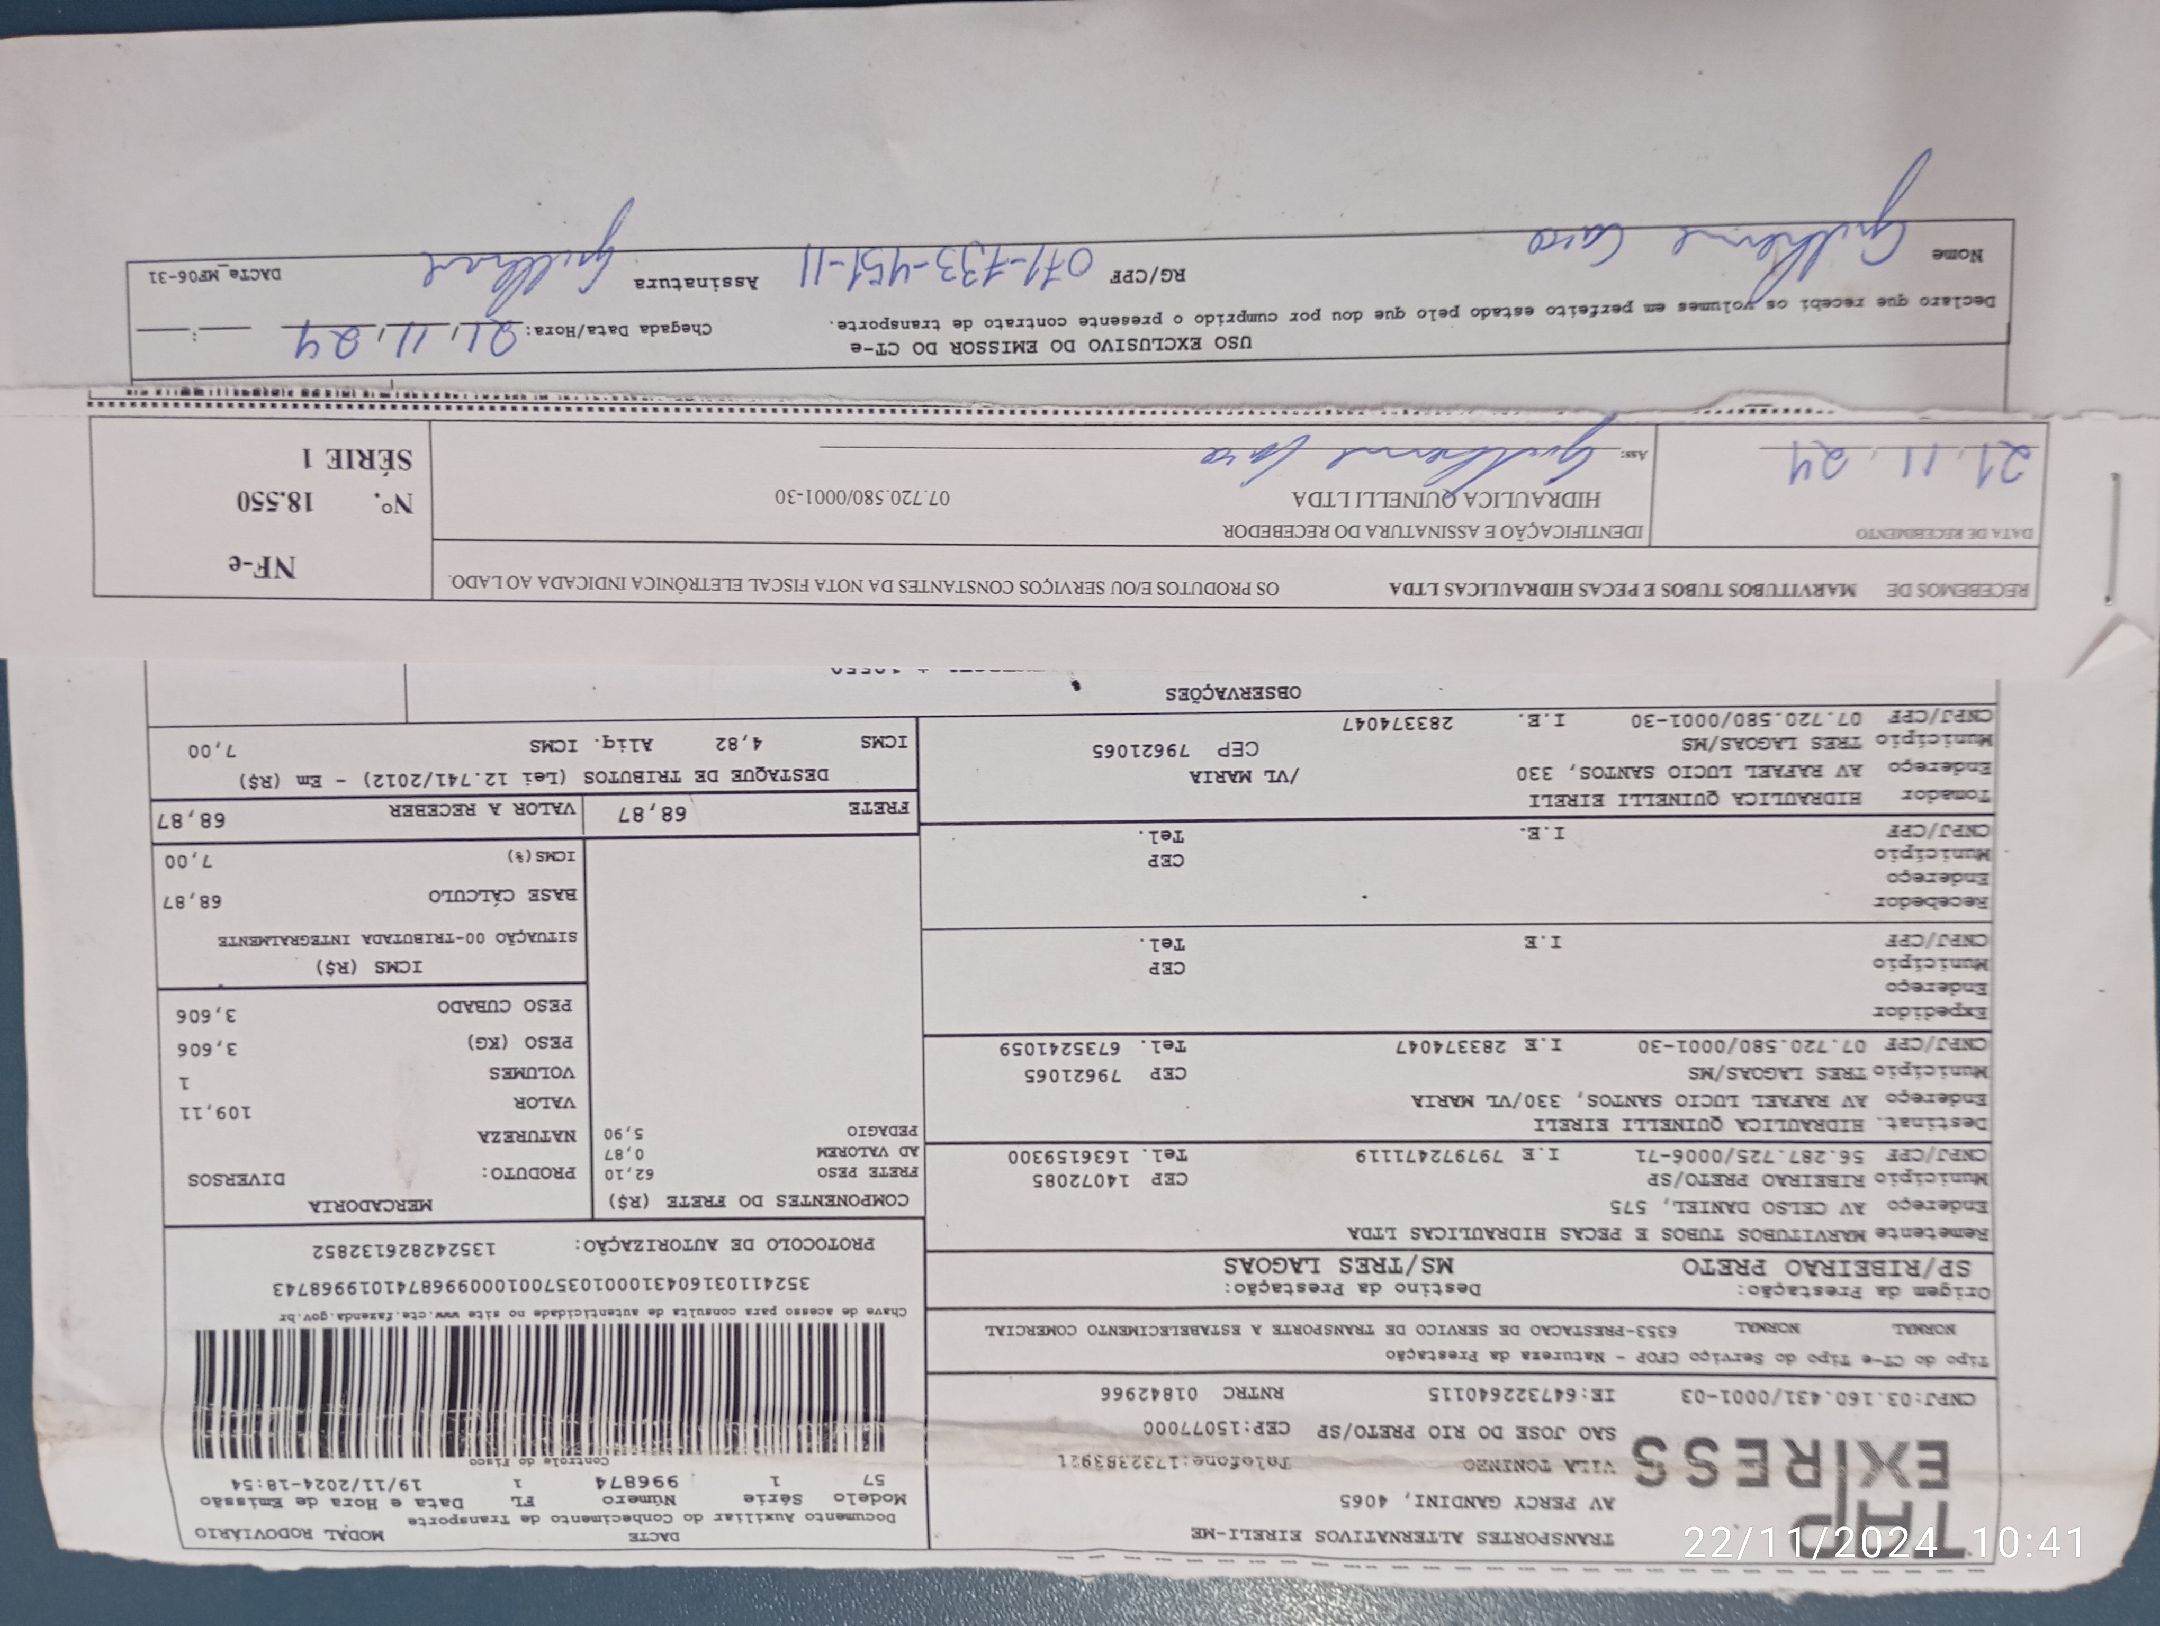 TAP
EXPRESS
TRANSPORTES ALTERNATIVOS EIRELI-ME
AV PERCY GANDINI, 4065
VILA TONINHO Telefone:1732383921
SAO JOSE DO RIO PRETO/SP CEP:15077000
CNPJ:03.160.431/0001-03 IE:647322640115 RNTRC 01842966
DACTE MODAL RODOVIÁRIO
Documento Auxiliar do Conhecimento de Transporte
Modelo Série Número FL Data e Hora de Emissão
57 1 996874 1 19/11/2024-18:54
Controle do Fisco
Chave de acesso para consulta de autenticidade no site www.cte.fazenda.gov.br
PROTOCOLO DE AUTORIZAÇÃO: 135242826132852
Tipo do CT-e Tipo do Serviço CFOP - Natureza da Prestação
NORMAL NORMAL 6353-PRESTACAO DE SERVICO DE TRANSPORTE A ESTABELECIMENTO COMERCIAL
Origem da Prestação: Destino da Prestação:
SP/RIBEIRAO PRETO MS/TRES LAGOAS
Remetente MARVITUBOS TUBOS E PECAS HIDRAULICAS LTDA
Endereço AV CELSO DANIEL, 575
Município RIBEIRAO PRETO/SP CEP 14072085
CNPJ/CPF 56.287.725/0006-71 I.E 797972471119 Tel. 1636159300
Destinat. HIDRAULICA QUINELLI EIRELI
Endereço AV RAFAEL LUCIO SANTOS, 330/VL MARIA
Município TRES LAGOAS/MS CEP 79621065
CNPJ/CPF 07.720.580/0001-30 I.E 283374047 Tel. 6735241059
Expedidor
Endereço
Município CEP
CNPJ/CPF I.E Tel.
Recebedor
Endereço
Município CEP
CNPJ/CPF I.E. Tel.
Tomador HIDRAULICA QUINELLI EIRELI
Endereço AV RAFAEL LUCIO SANTOS, 330 /VL MARIA
Município TRES LAGOAS/MS CEP 79621065
CNPJ/CPF 07.720.580/0001-30 I.E. 283374047
COMPONENTES DO FRETE (R$)
FRETE PESO 62,10
AD VALOREM 0,87
PEDAGIO 5,90
MERCADORIA
PRODUTO: DIVERSOS
NATUREZA
VALOR 109,11
VOLUMES 1
PESO (KG) 3,606
PESO CUBADO 3,606
ICMS (R$)
SITUAÇÃO 00-TRIBUTADA INTEGRALMENTE
BASE CÁLCULO 68,87
ICMS(%) 7,00
FRETE 68,87 VALOR A RECEBER 68,87
DESTAQUE DE TRIBUTOS (Lei 12.741/2012) - Em (R$)
ICMS 4,82 Aliq. ICMS 7,00
OBSERVAÇÕES
RECEBEMOS DE MARVITUBOS TUBOS E PECAS HIDRAULICAS LTDA OS PRODUTOS E/OU SERVIÇOS CONSTANTES DA NOTA FISCAL ELETRÔNICA INDICADA AO LADO.
DATA DE RECEBIMENTO
21.11.24
IDENTIFICAÇÃO E ASSINATURA DO RECEBEDOR
HIDRAULICA QUINELLI LTDA 07.720.580/0001-30
Ass: Guilherme
NF-e
Nº. 18.550
SÉRIE 1
USO EXCLUSIVO DO EMISSOR DO CT-e
Declaro que recebi os volumes em perfeito estado pelo que dou por cumprido o presente contrato de transporte.
Chegada Data/Hora: 21.11.24 __:__
Nome Guilherme RG/CPF 071-733-451-11 Assinatura Guilherme
DACTe_MF06-31
22/11/2024 10:41